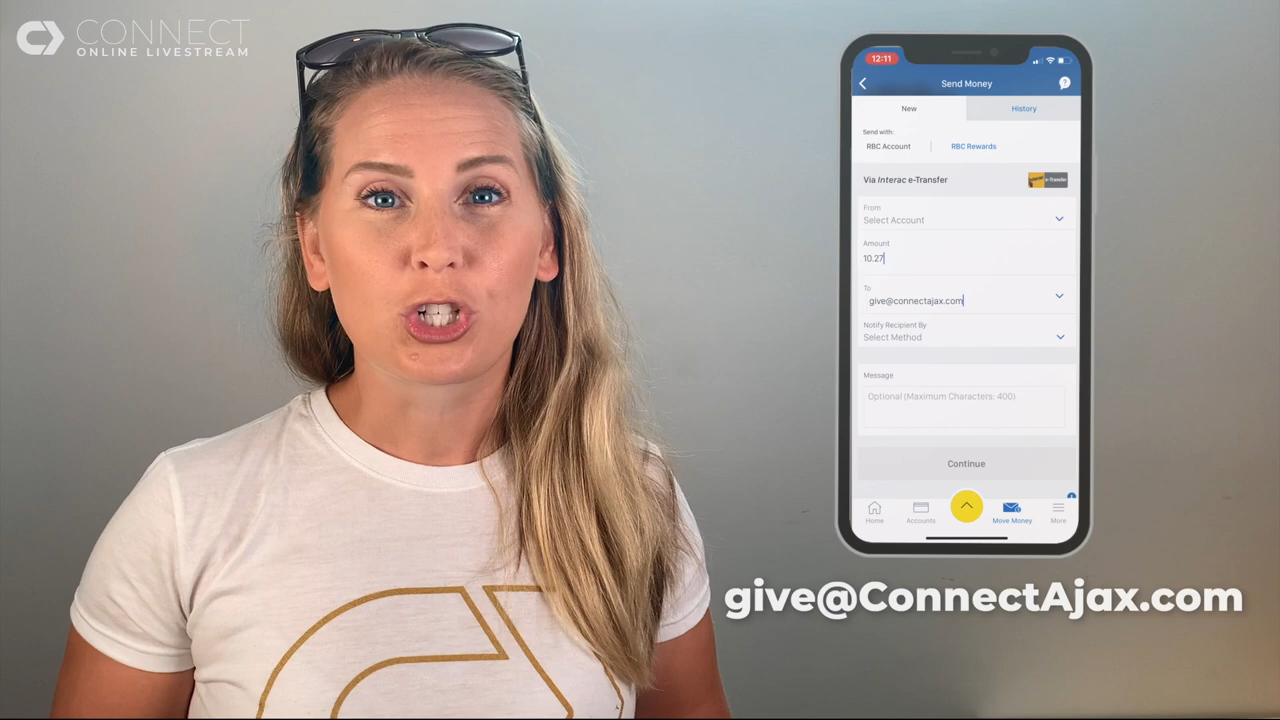 CONNECT
ONLINE LIVESTREAM
12:11
Send Money
?
New
History
Send with:
RBC Account
RBC Rewards
Via Interac e-Transfer
e-Transfer
From
Select Account
Amount
10.27
To
give@connectajax.com
Notify Recipient By
Select Method
Message
Optional (Maximum Characters: 400)
Continue
Home
Accounts
Move Money
More
give@ConnectAjax.com